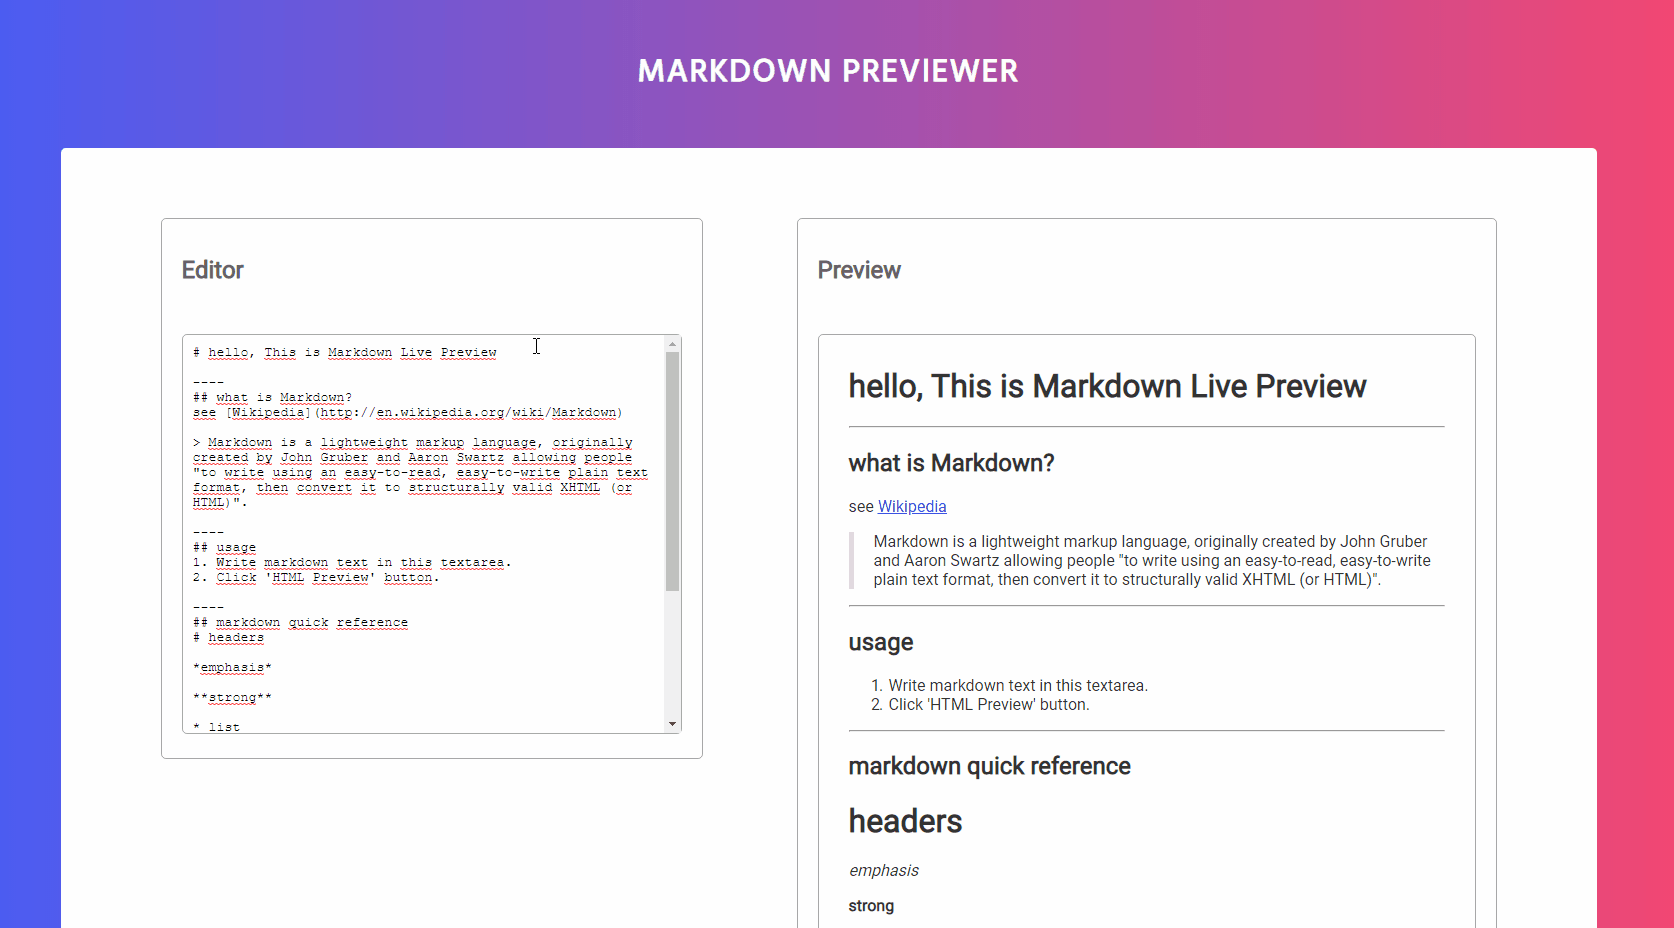 MARKDOWN PREVIEWER
Editor
# hello, This is Markdown Live Preview
----
## what is Markdown?
see [Wikipedia](http://en.wikipedia.org/wiki/Markdown)
> Markdown is a lightweight markup language, originally
created by John Gruber and Aaron Swartz allowing people
"to write using an easy-to-read, easy-to-write plain text
format, then convert it to structurally valid XHTML (or
HTML)".
----
## usage
1. Write markdown text in this textarea.
2. Click 'HTML Preview' button.
----
## markdown quick reference
# headers
*emphasis*
**strong**
* list
Preview
hello, This is Markdown Live Preview
what is Markdown?
see Wikipedia
Markdown is a lightweight markup language, originally created by John Gruber
and Aaron Swartz allowing people "to write using an easy-to-read, easy-to-write
plain text format, then convert it to structurally valid XHTML (or HTML)".
usage
1. Write markdown text in this textarea.
2. Click 'HTML Preview' button.
markdown quick reference
headers
emphasis
strong